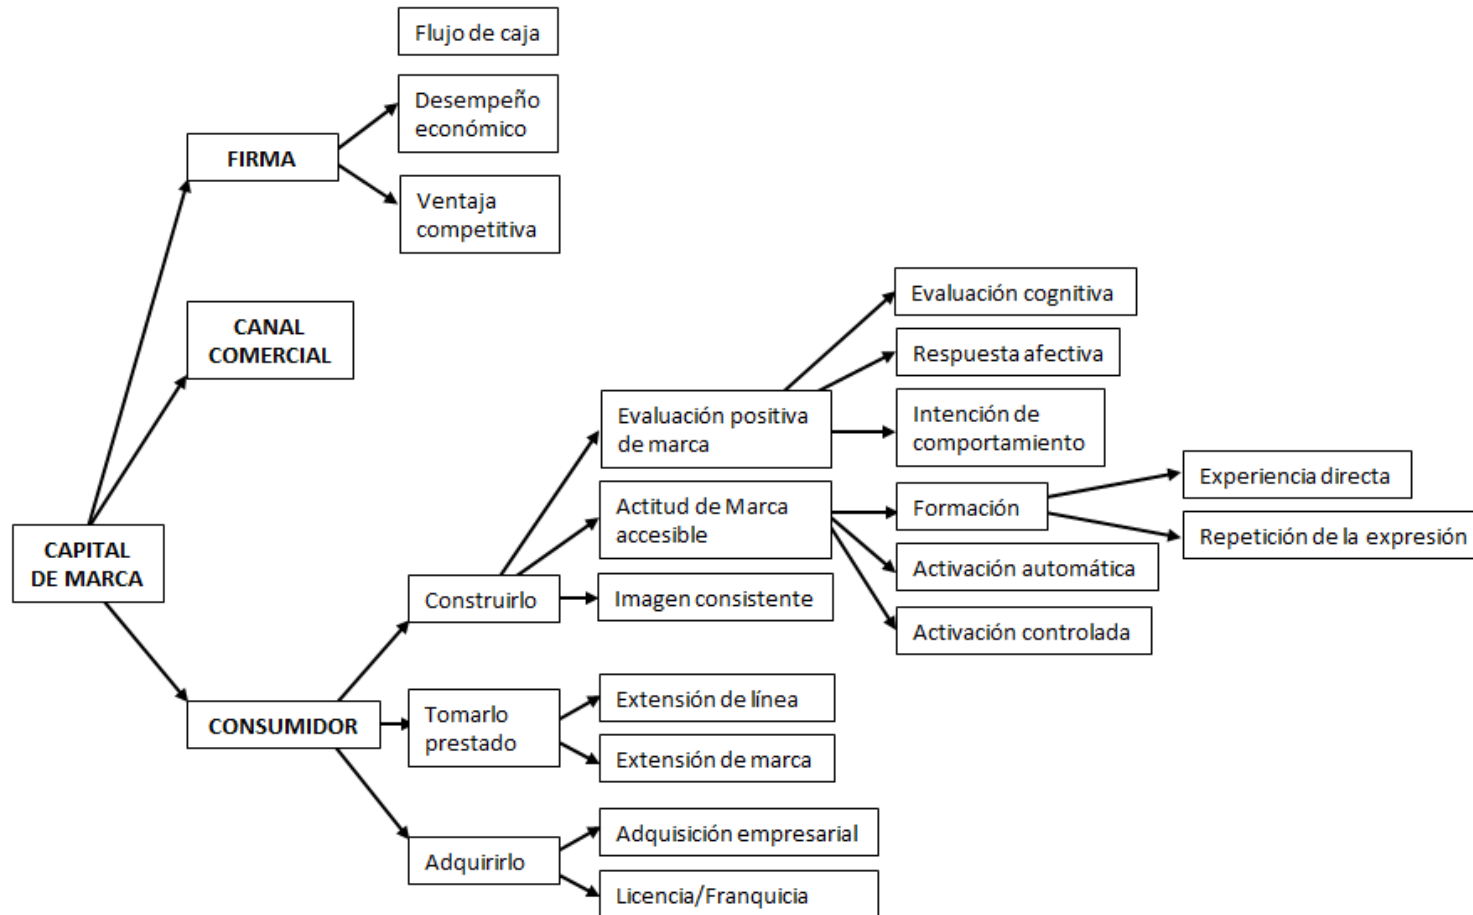 Flujo de caja
Desempeño
económico
FIRMA
Ventaja
competitiva
CANAL
COMERCIAL
CAPITAL
DE MARCA
CONSUMIDOR
Construirlo
Tomarlo
prestado
Adquirirlo
Evaluación positiva
de marca
Actitud de Marca
accesible
Imagen consistente
Extensión de línea
Extensión de marca
Adquisición empresarial
Licencia/Franquicia
Evaluación cognitiva
Respuesta afectiva
Intención de
comportamiento
Formación
Activación automática
Activación controlada
Experiencia directa
Repetición de la expresión